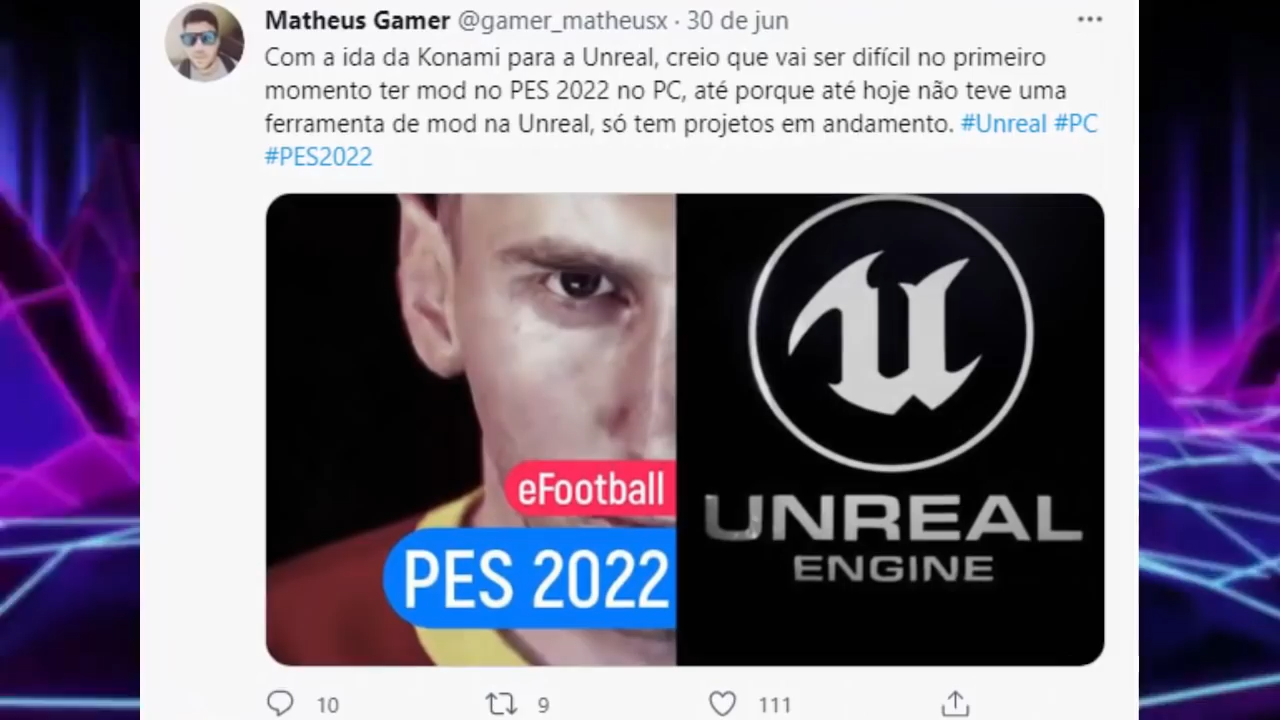 Matheus Gamer @gamer_matheusx · 30 de jun
Com a ida da Konami para a Unreal, creio que vai ser difícil no primeiro
momento ter mod no PES 2022 no PC, até porque até hoje não teve uma
ferramenta de mod na Unreal, só tem projetos em andamento. #Unreal #PC
#PES2022
eFootball
PES 2022
UNREAL
ENGINE
10 9 111